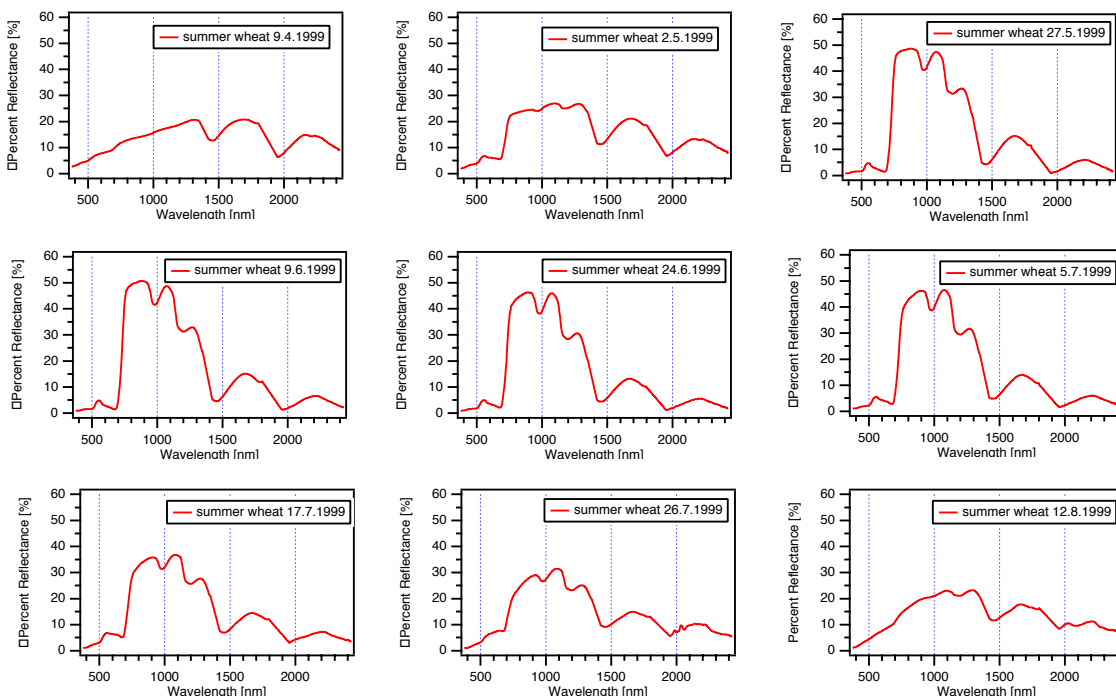 60
50
40
30
20
10
0
□Percent Reflectance [%]
summer wheat 9.4.1999
500 1000 1500 2000
Wavelength [nm]
60
50
40
30
20
10
0
□Percent Reflectance [%]
summer wheat 2.5.1999
500 1000 1500 2000
Wavelength [nm]
60
50
40
30
20
10
0
□Percent Reflectance [%]
summer wheat 27.5.1999
500 1000 1500 2000
Wavelength [nm]
60
50
40
30
20
10
0
□Percent Reflectance [%]
summer wheat 9.6.1999
500 1000 1500 2000
Wavelength [nm]
60
50
40
30
20
10
0
□Percent Reflectance [%]
summer wheat 24.6.1999
500 1000 1500 2000
Wavelength [nm]
60
50
40
30
20
10
0
□Percent Reflectance [%]
summer wheat 5.7.1999
500 1000 1500 2000
Wavelength [nm]
60
50
40
30
20
10
0
□Percent Reflectance [%]
summer wheat 17.7.1999
500 1000 1500 2000
Wavelength [nm]
60
50
40
30
20
10
0
□Percent Reflectance [%]
summer wheat 26.7.1999
500 1000 1500 2000
Wavelength [nm]
60
50
40
30
20
10
0
Percent Reflectance [%]
summer wheat 12.8.1999
500 1000 1500 2000
Wavelength [nm]